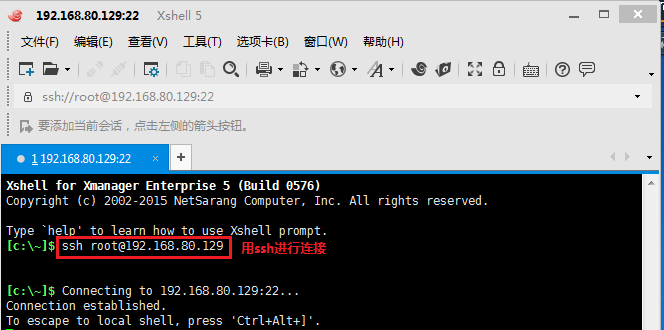 192.168.80.129:22 Xshell 5
文件(F) 编辑(E) 查看(V) 工具(T) 选项卡(B) 窗口(W) 帮助(H)
ssh://root@192.168.80.129:22
要添加当前会话，点击左侧的箭头按钮。
1 192.168.80.129:22
Xshell for Xmanager Enterprise 5 (Build 0576)
Copyright (c) 2002-2015 NetSarang Computer, Inc. All rights reserved.
Type `help' to learn how to use Xshell prompt.
[c:\~]$ ssh root@192.168.80.129 用ssh进行连接
[c:\~]$ Connecting to 192.168.80.129:22...
Connection established.
To escape to local shell, press 'Ctrl+Alt+]'.